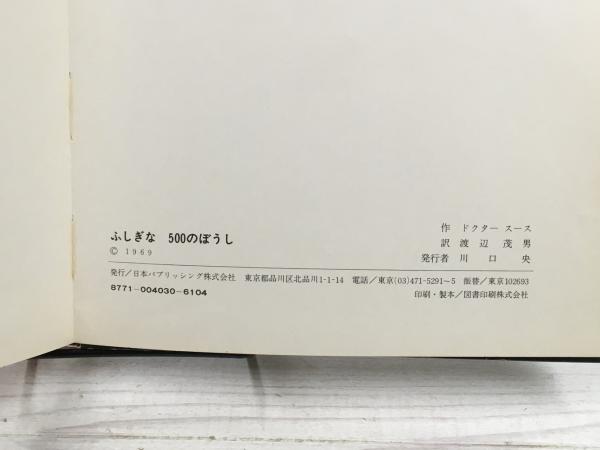 ふしぎな 500のぼうし
© 1969
作 ドクター スース
訳 渡辺茂男
発行者 川口 央
発行／日本パブリッシング株式会社 東京都品川区北品川1-1-14 電話／東京(03)471-5291〜5 振替／東京102693
8771-004030-6104
印刷・製本／図書印刷株式会社